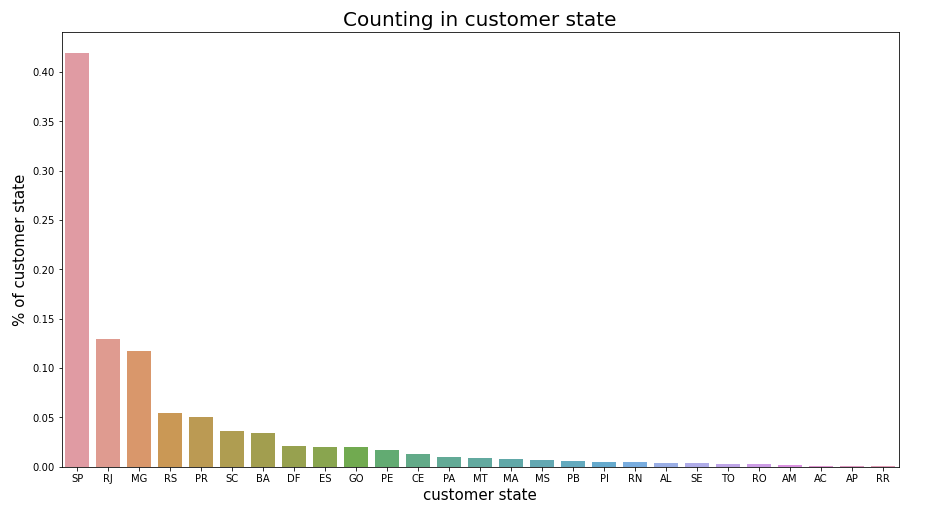 Counting in customer state
% of customer state
0.40
0.35
0.30
0.25
0.20
0.15
0.10
0.05
0.00
SP RJ MG RS PR SC BA DF ES GO PE CE PA MT MA MS PB PI RN AL SE TO RO AM AC AP RR
customer state